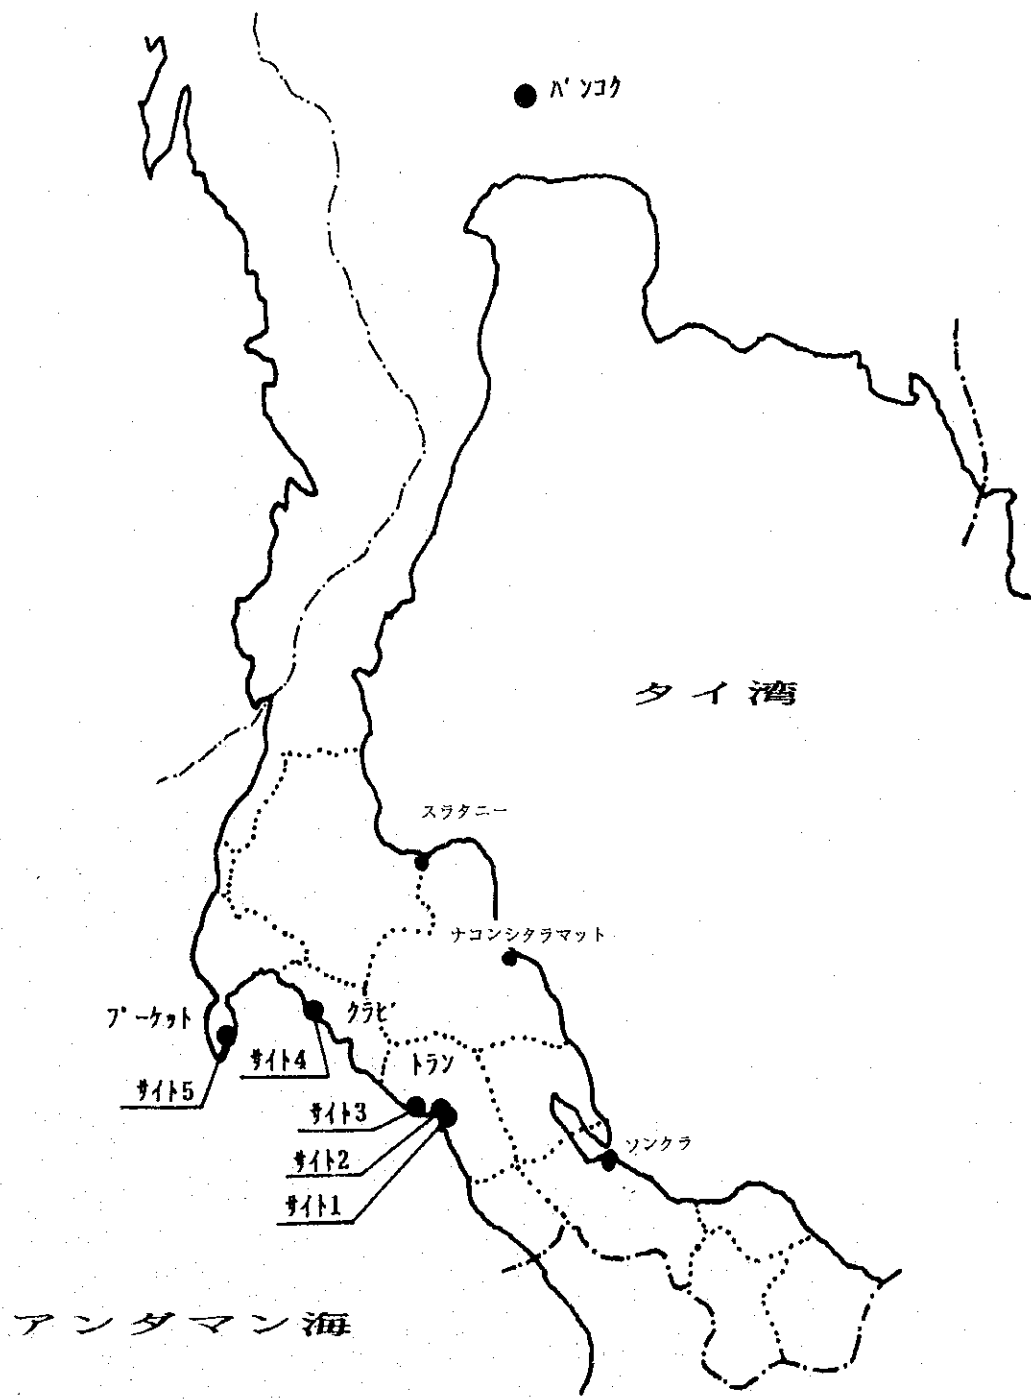 バンコク
タイ湾
スラタニー
ナコンシタラマット
プーケット
クラビ
サイト4
トラン
サイト5
サイト3
サイト2
ソンクラ
サイト1
アンダマン海